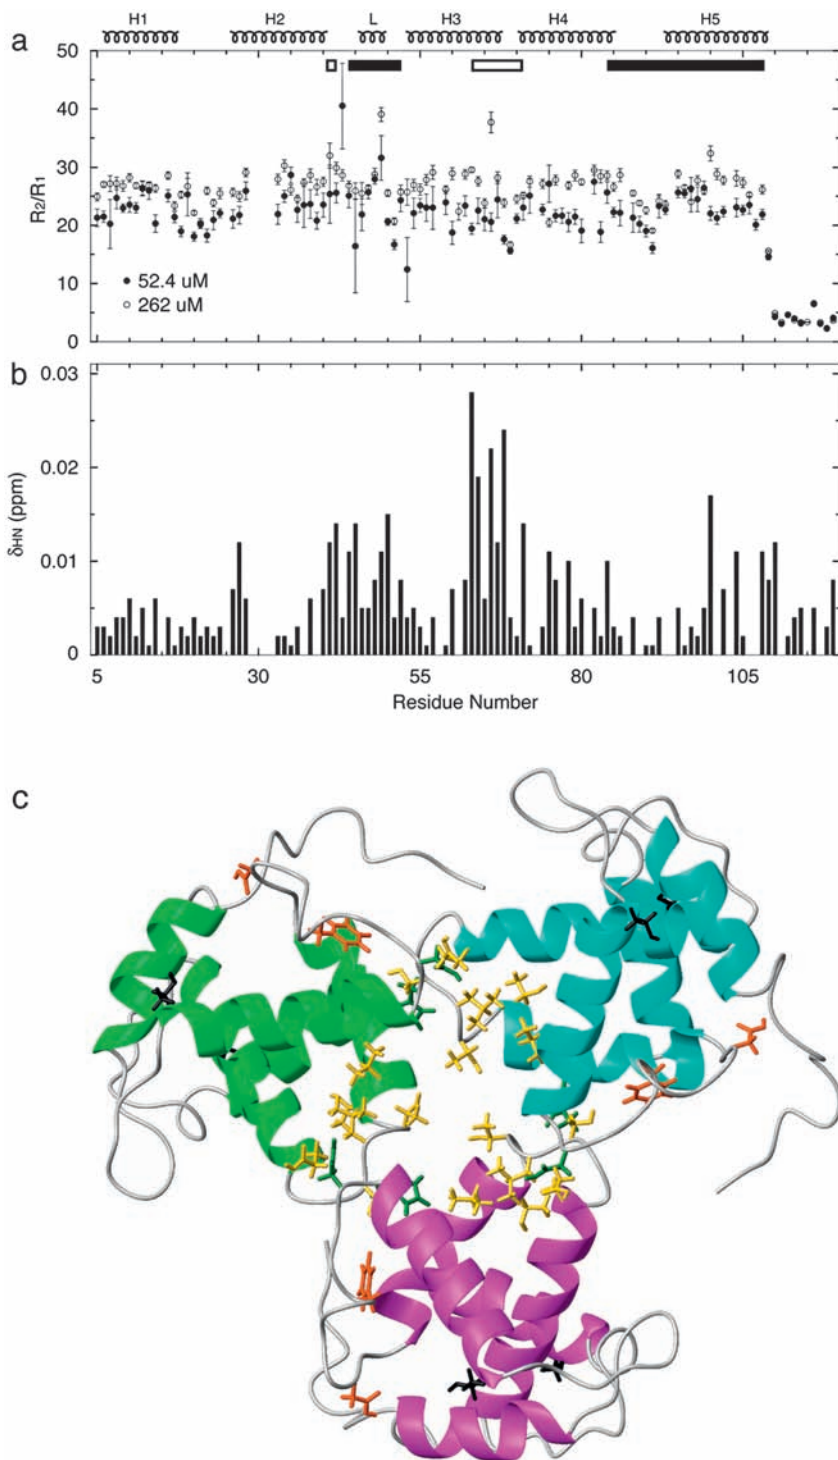 H1 H2 L H3 H4 H5
a
50
40
30
20
10
0
R2/R1
52.4 uM
262 uM
b
0.03
0.02
0.01
0
δHN (ppm)
5 30 55 80 105
Residue Number
c